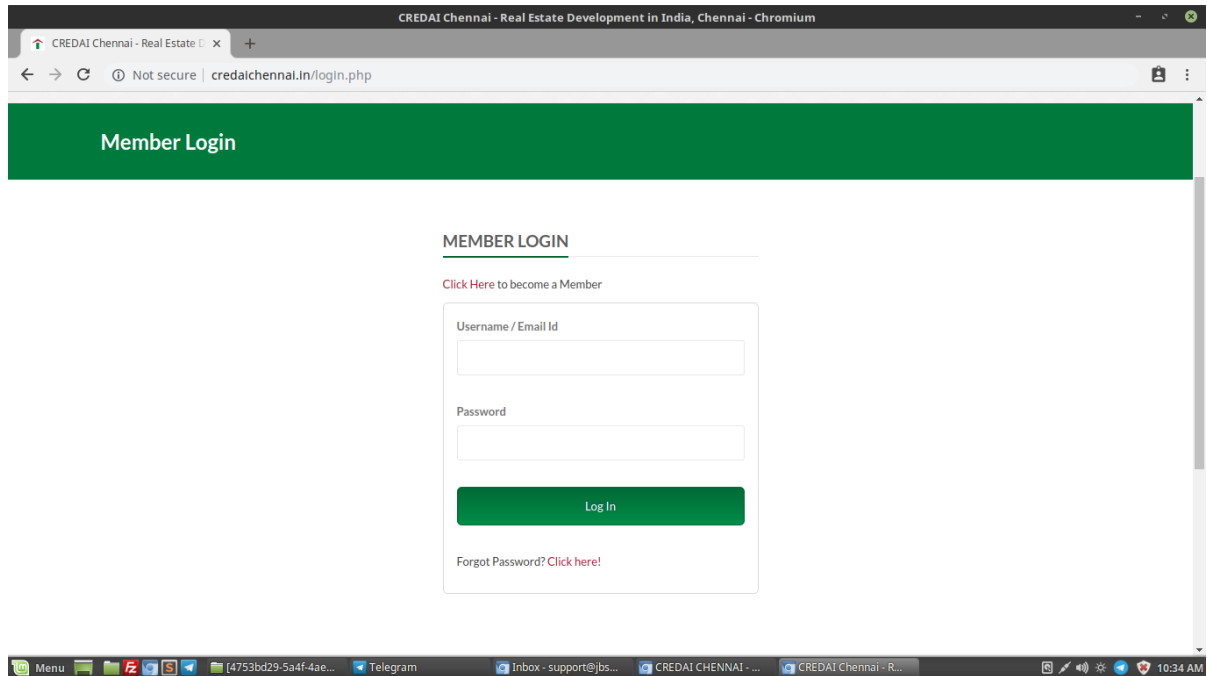 CREDAI Chennai - Real Estate Development in India, Chennai - Chromium
CREDAI Chennai - Real Estate D
Not secure | credaichennai.in/login.php
Member Login
MEMBER LOGIN
Click Here to become a Member
Username / Email Id
Password
Log In
Forgot Password? Click here!
Menu [4753bd29-5a4f-4ae... Telegram Inbox - support@jbs... CREDAI CHENNAI - ... CREDAI Chennai - R... 10:34 AM